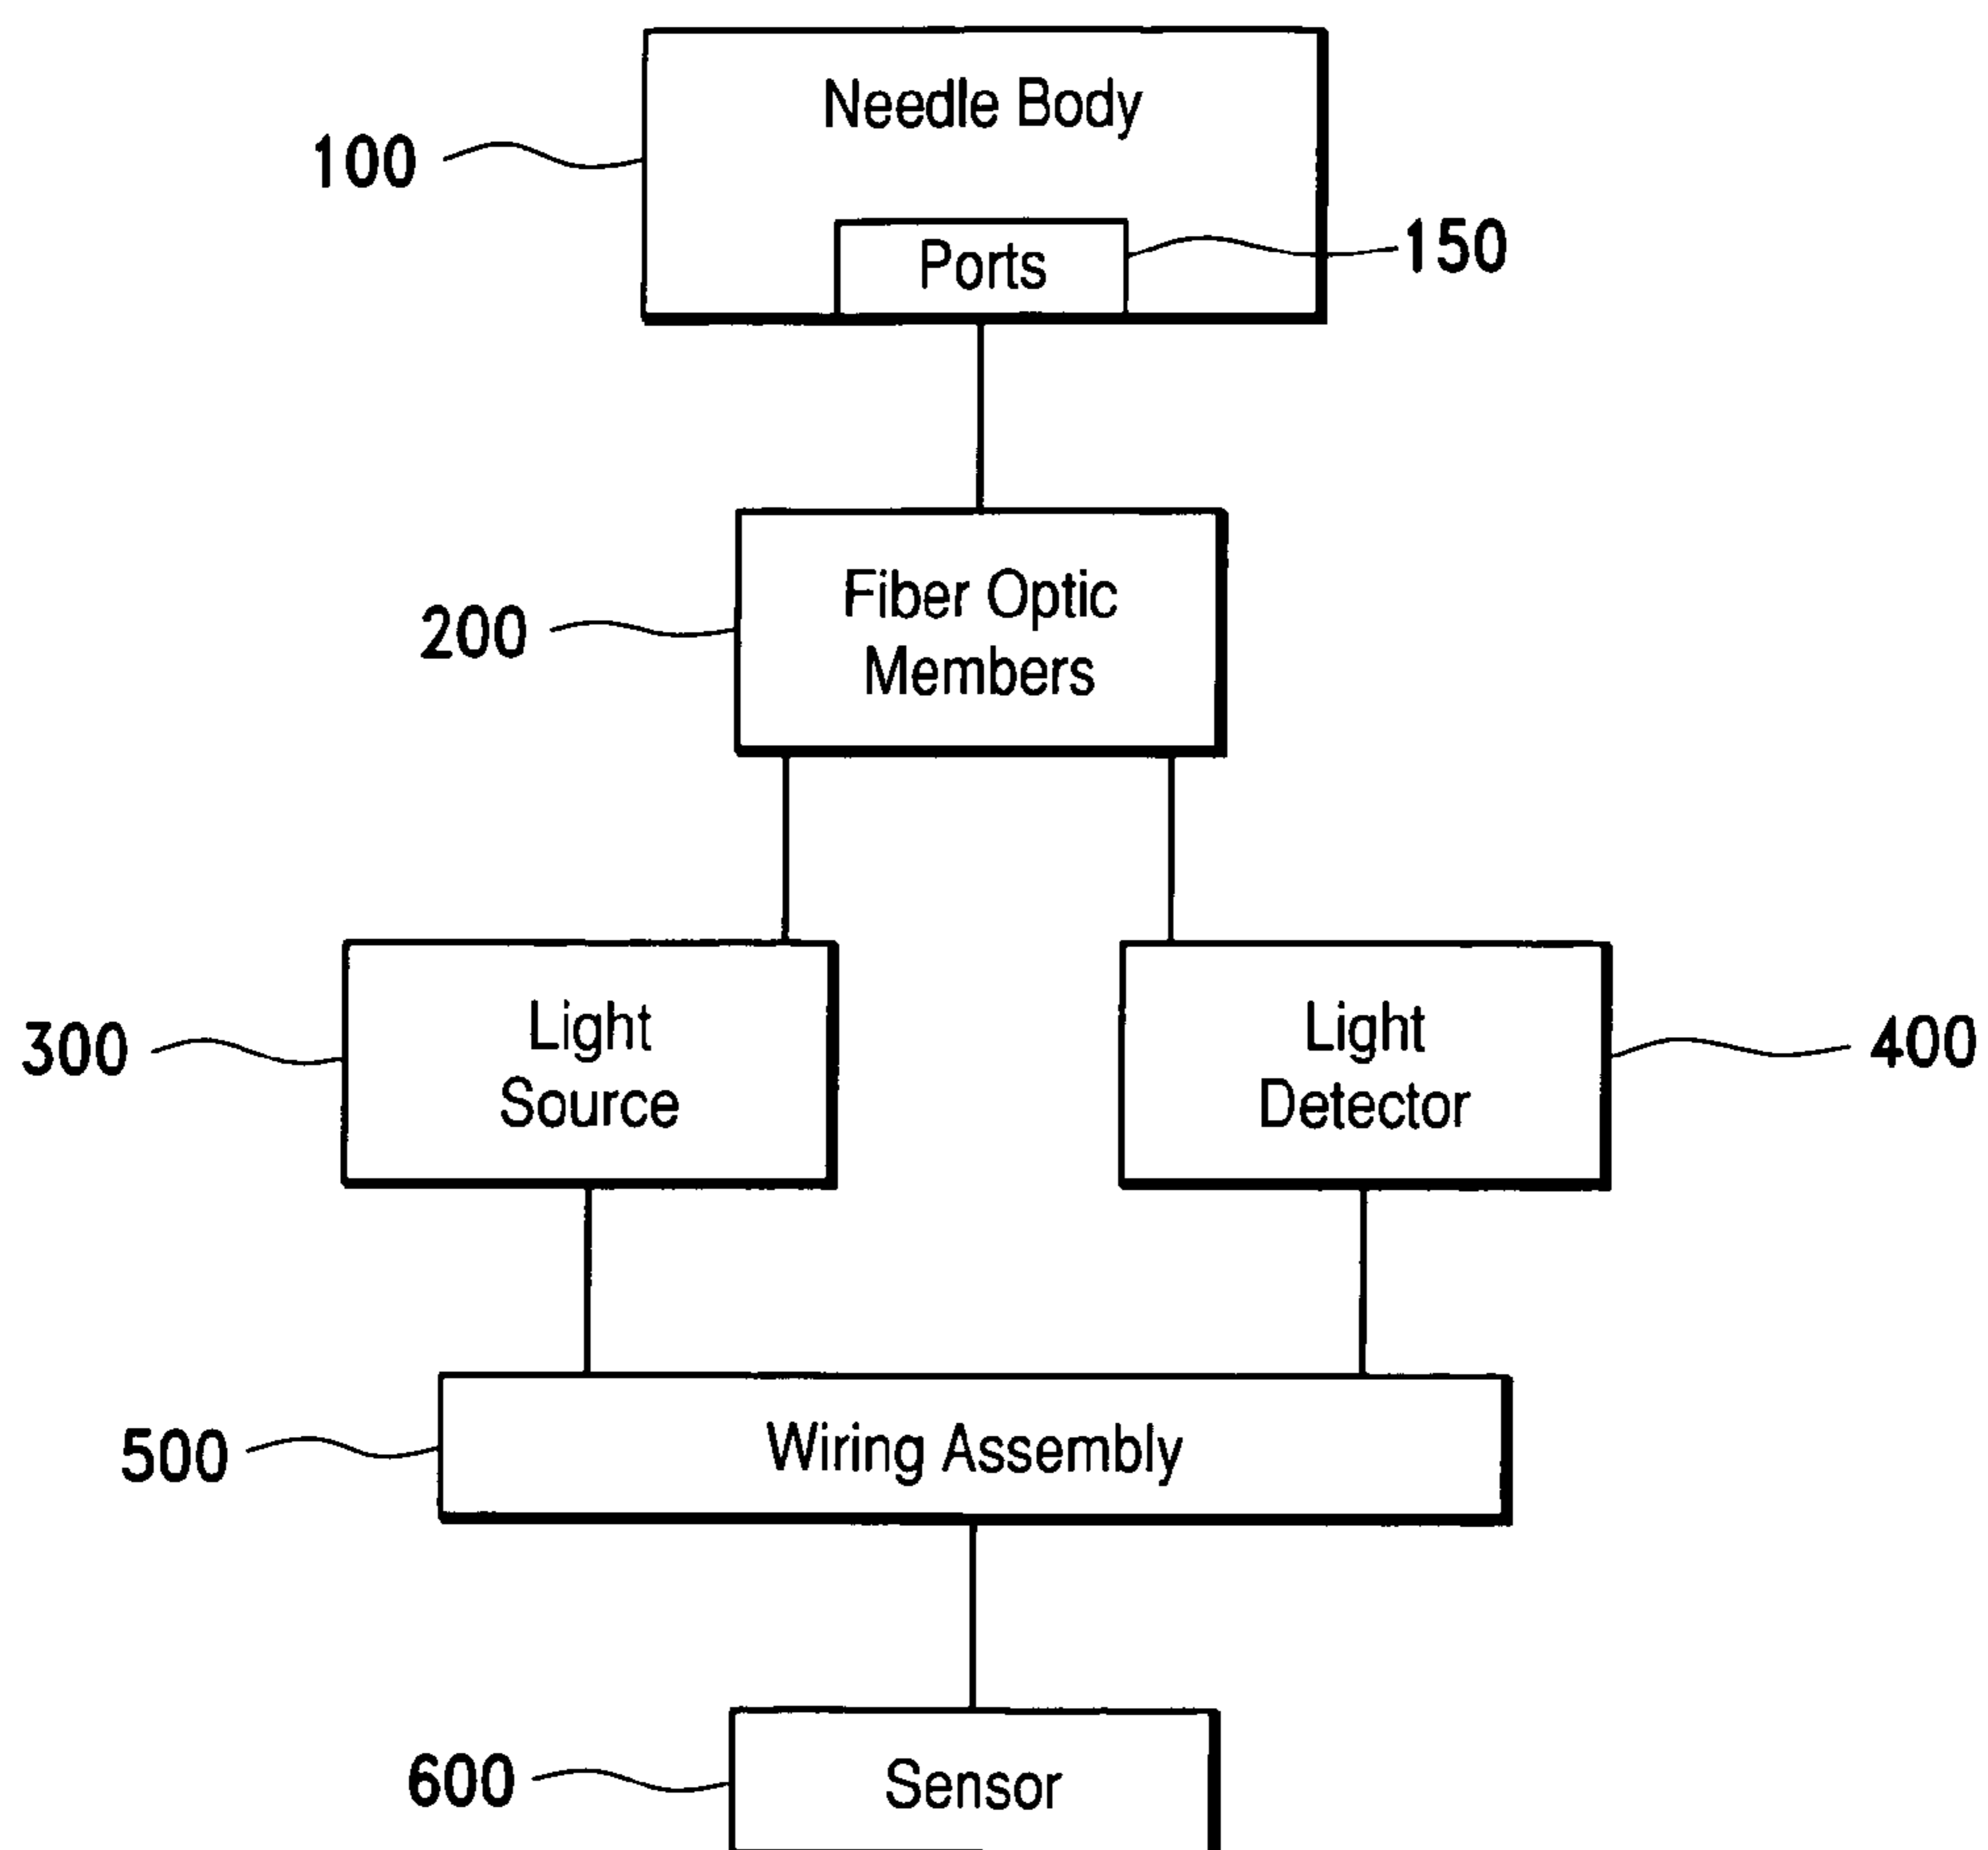 Needle Body
100
Ports
150
Fiber Optic
Members
200
Light
Source
300
Light
Detector
400
Wiring Assembly
500
Sensor
600